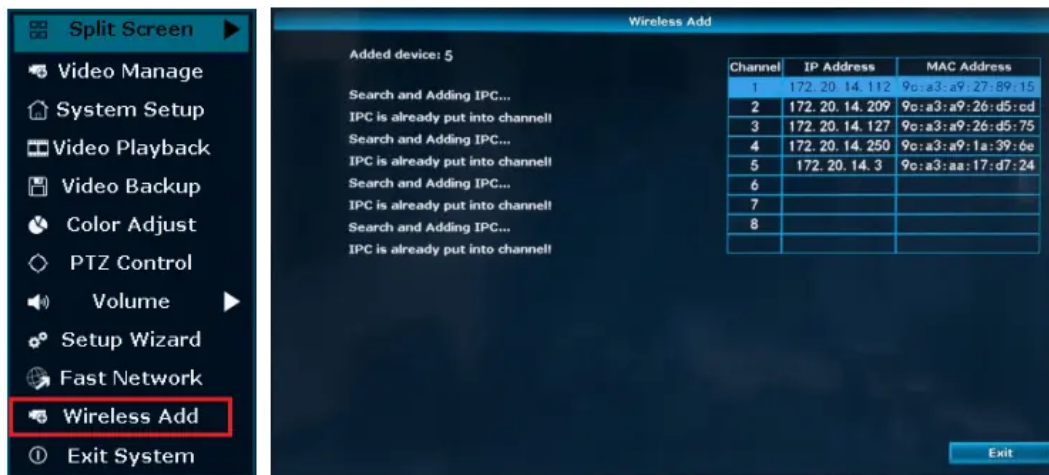 Split Screen
Video Manage
System Setup
Video Playback
Video Backup
Color Adjust
PTZ Control
Volume
Setup Wizard
Fast Network
Wireless Add
Exit System
Wireless Add
Added device: 5
Search and Adding IPC...
IPC is already put into channel!
Search and Adding IPC...
IPC is already put into channel!
Search and Adding IPC...
IPC is already put into channel!
Search and Adding IPC...
IPC is already put into channel!
Channel IP Address MAC Address
1 172. 20. 14. 112 9c:a3:a9:27:89:15
2 172. 20. 14. 209 9c:a3:a9:26:d5:cd
3 172. 20. 14. 127 9c:a3:a9:26:d5:75
4 172. 20. 14. 250 9c:a3:a9:1a:39:6e
5 172. 20. 14. 3 9c:a3:aa:17:d7:24
6
7
8
Exit